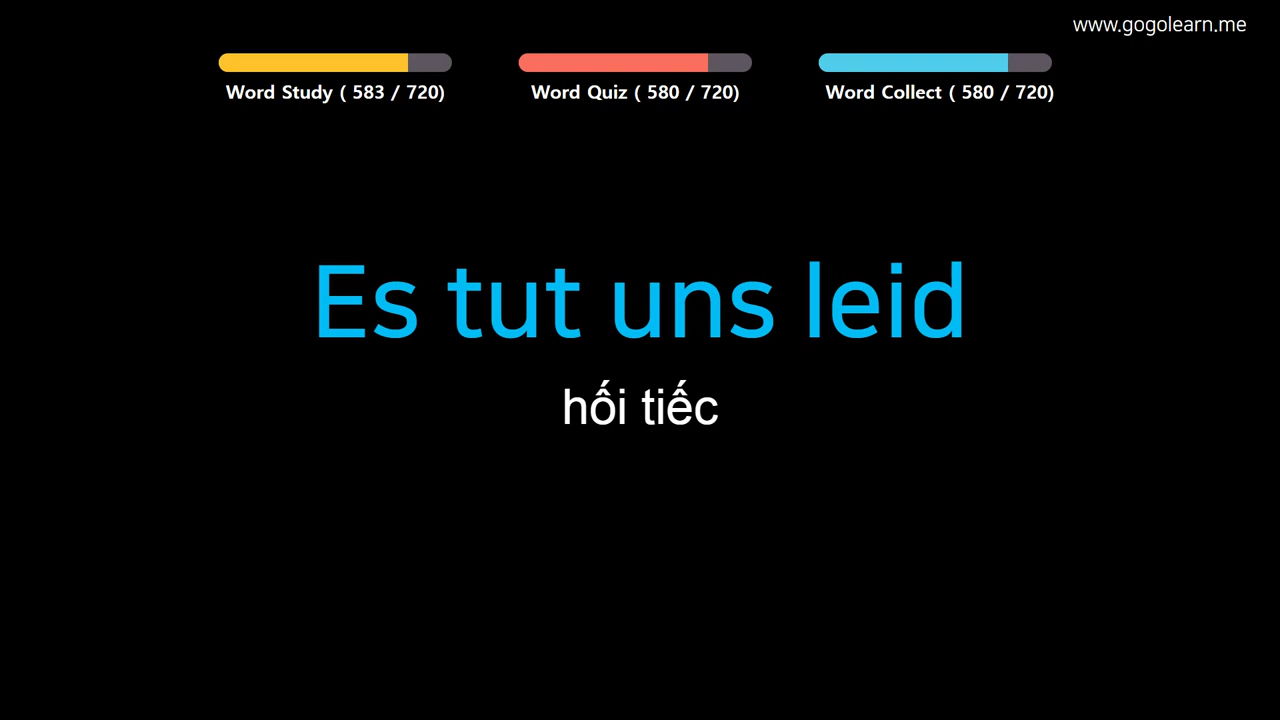 www.gogolearn.me
Word Study ( 583 / 720)
Word Quiz ( 580 / 720)
Word Collect ( 580 / 720)
Es tut uns leid
hối tiếc